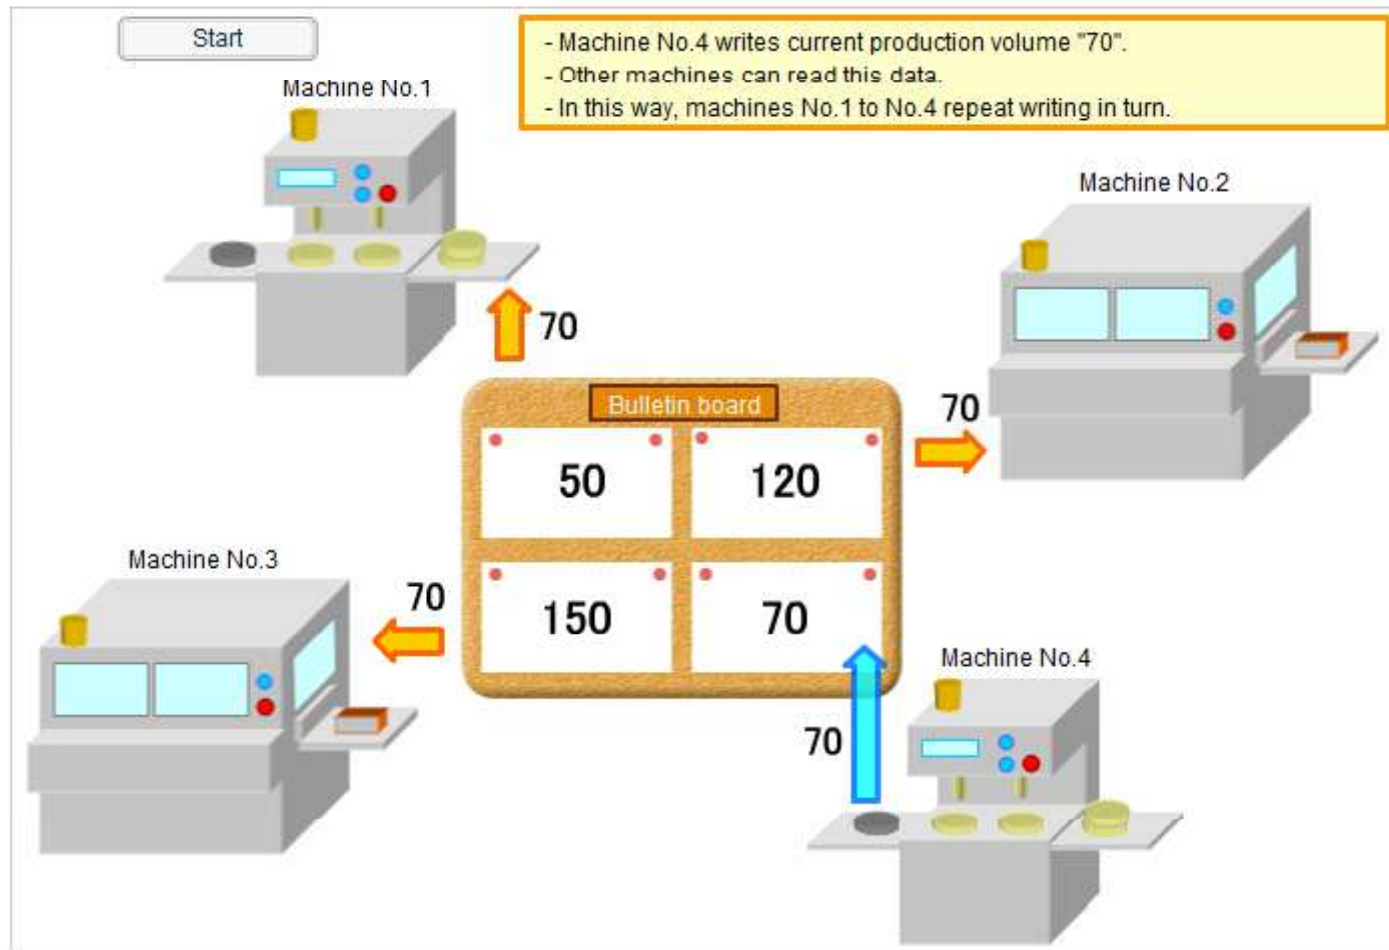 Start
- Machine No.4 writes current production volume "70".
- Other machines can read this data.
- In this way, machines No.1 to No.4 repeat writing in turn.
Machine No.1
Machine No.2
70
70
Bulletin board
50 120
Machine No.3
70
150 70
Machine No.4
70